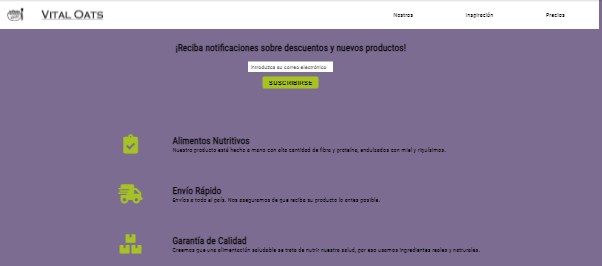 Vital Oats
Nostros
Inspiración
Precios
¡Reciba notificaciones sobre descuentos y nuevos productos!
Introduzca su correo electrónico
SUSCRIBIRSE
Alimentos Nutritivos
Nuestro producto está hecho a mano con alta cantidad de fibra y proteína, endulzados con miel y riquísimos.
Envío Rápido
Envíos a todo el país. Nos aseguramos de que reciba su producto lo antes posible.
Garantía de Calidad
Creemos que una alimentación saludable se trata de nutrir nuestra salud, por eso usamos ingredientes reales y naturales.